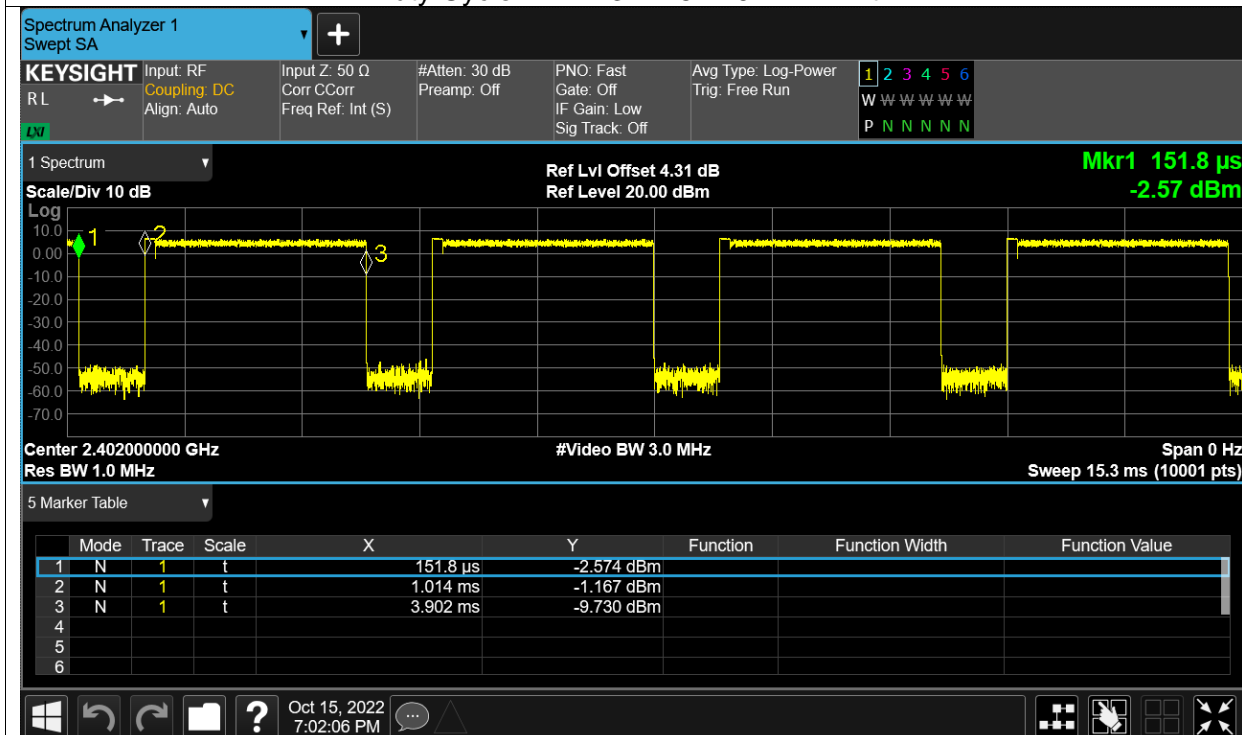 Spectrum Analyzer 1
Swept SA
KEYSIGHT Input: RF Input Z: 50 Ω #Atten: 30 dB PNO: Fast Avg Type: Log-Power 1 2 3 4 5 6
R L Coupling: DC Corr CCorr Preamp: Off Gate: Off Trig: Free Run W W W W W W
Align: Auto Freq Ref: Int (S) IF Gain: Low
LXI Sig Track: Off P N N N N N
1 Spectrum Ref Lvl Offset 4.31 dB Mkr1 151.8 µs
Scale/Div 10 dB Ref Level 20.00 dBm -2.57 dBm
Log
10.0 1 2
0.00 3
-10.0
-20.0
-30.0
-40.0
-50.0
-60.0
-70.0
Center 2.402000000 GHz #Video BW 3.0 MHz Span 0 Hz
Res BW 1.0 MHz Sweep 15.3 ms (10001 pts)
5 Marker Table
Mode Trace Scale X Y Function Function Width Function Value
1 N 1 t 151.8 µs -2.574 dBm
2 N 1 t 1.014 ms -1.167 dBm
3 N 1 t 3.902 ms -9.730 dBm
4
5
6
? Oct 15, 2022
7:02:06 PM